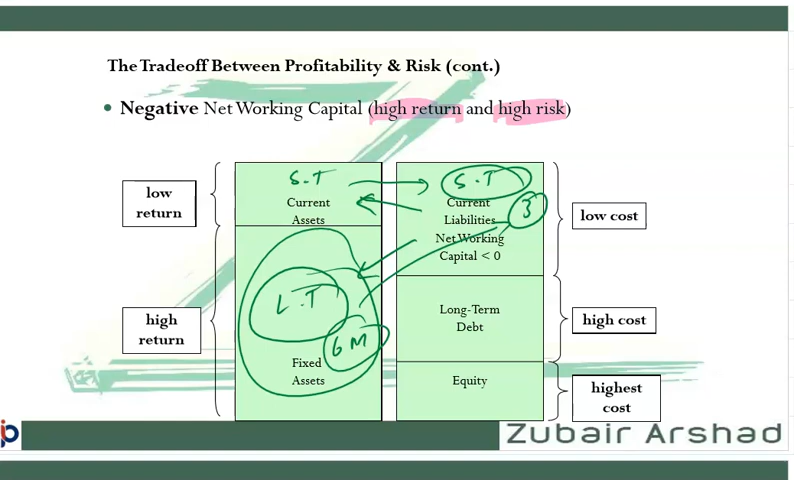 The Tradeoff Between Profitability & Risk (cont.)
• Negative Net Working Capital (high return and high risk)
low
return
S.T
Current
Assets
S.T
Current
Liabilities
3
Net Working
Capital < 0
low cost
high
return
L.T
6 M
Fixed
Assets
Long-Term
Debt
high cost
Equity
highest
cost
Zubair Arshad